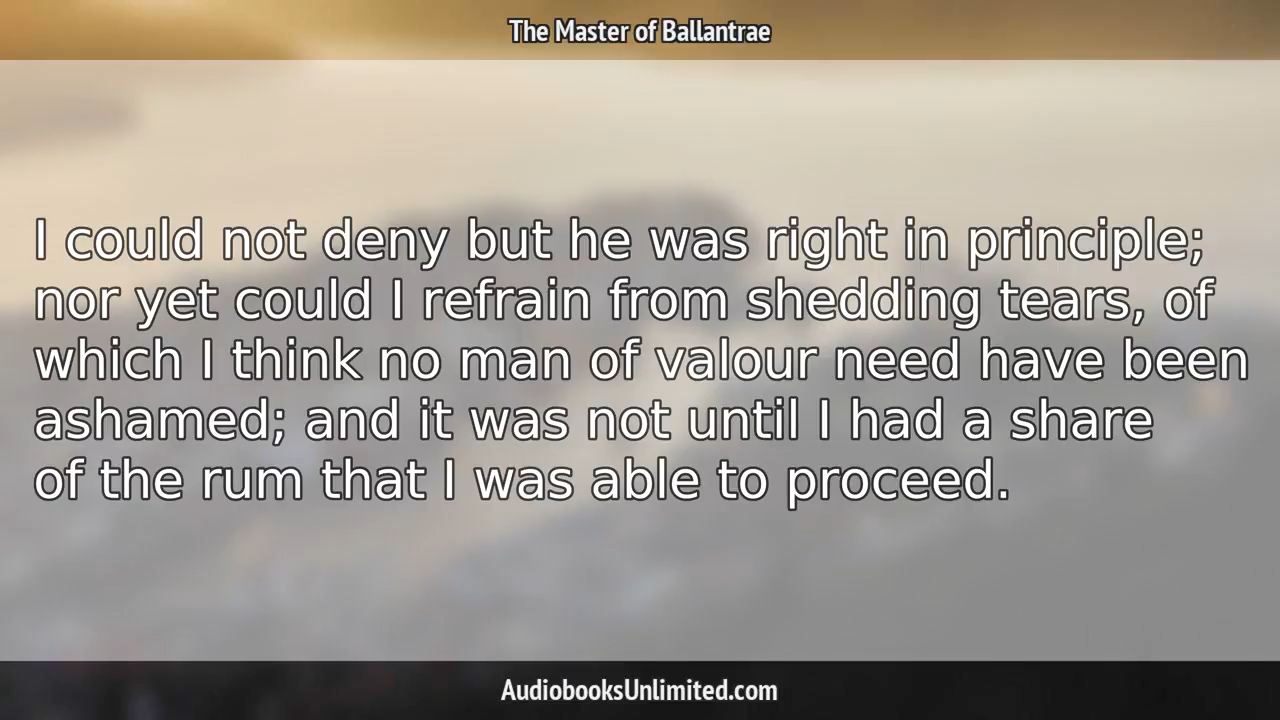 The Master of Ballantrae
I could not deny but he was right in principle;
nor yet could I refrain from shedding tears, of
which I think no man of valour need have been
ashamed; and it was not until I had a share
of the rum that I was able to proceed.
AudiobooksUnlimited.com